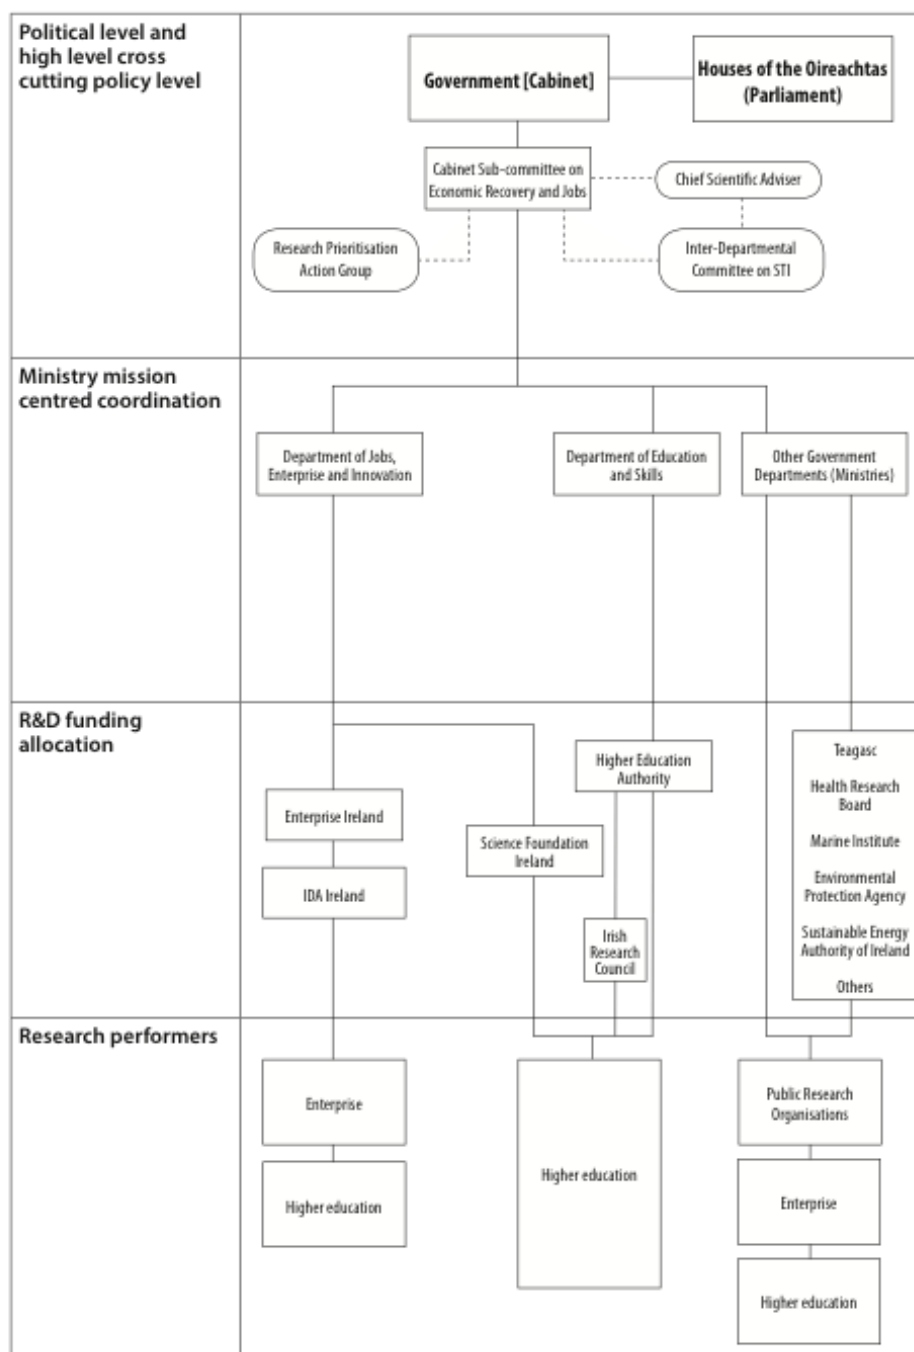 Political level and
high level cross
cutting policy level
Government [Cabinet]
Houses of the Oireachtas
(Parliament)
Cabinet Sub-committee on
Economic Recovery and Jobs
Chief Scientific Adviser
Research Prioritisation
Action Group
Inter-Departmental
Committee on STI
Ministry mission
centred coordination
Department of Jobs,
Enterprise and Innovation
Department of Education
and Skills
Other Government
Departments (Ministries)
R&D funding
allocation
Enterprise Ireland
IDA Ireland
Science Foundation
Ireland
Higher Education
Authority
Irish
Research
Council
Teagasc
Health Research
Board
Marine Institute
Environmental
Protection Agency
Sustainable Energy
Authority of Ireland
Others
Research performers
Enterprise
Higher education
Higher education
Public Research
Organisations
Enterprise
Higher education